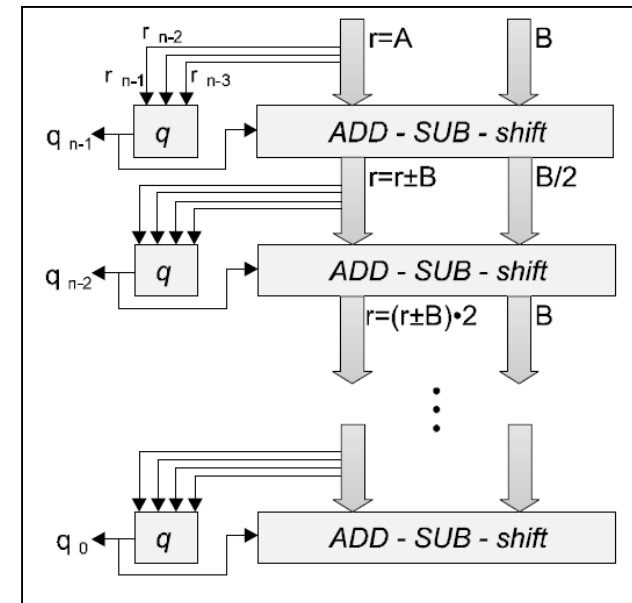 r n-2
r=A
B
r n-1
r n-3
q n-1
q
ADD - SUB - shift
r=r±B
B/2
q n-2
q
ADD - SUB - shift
r=(r±B)•2
B
q 0
q
ADD - SUB - shift